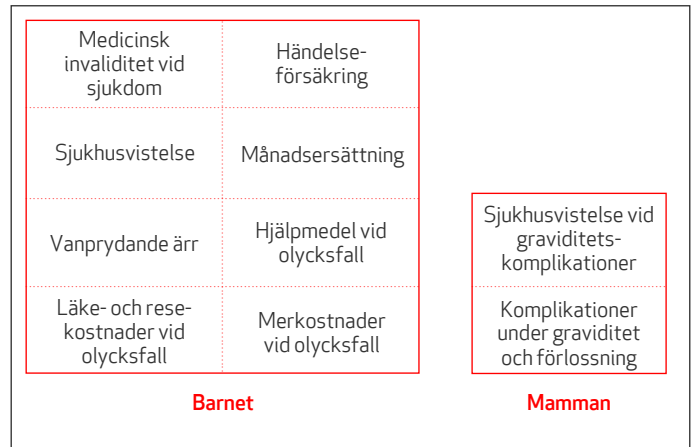 Medicinsk
invaliditet vid
sjukdom
Händelse-
försäkring
Sjukhusvistelse
Månadsersättning
Vanprydande ärr
Hjälpmedel vid
olycksfall
Läke- och rese-
kostnader vid
olycksfall
Merkostnader
vid olycksfall
Barnet
Sjukhusvistelse vid
graviditets-
komplikationer
Komplikationer
under graviditet
och förlossning
Mamman